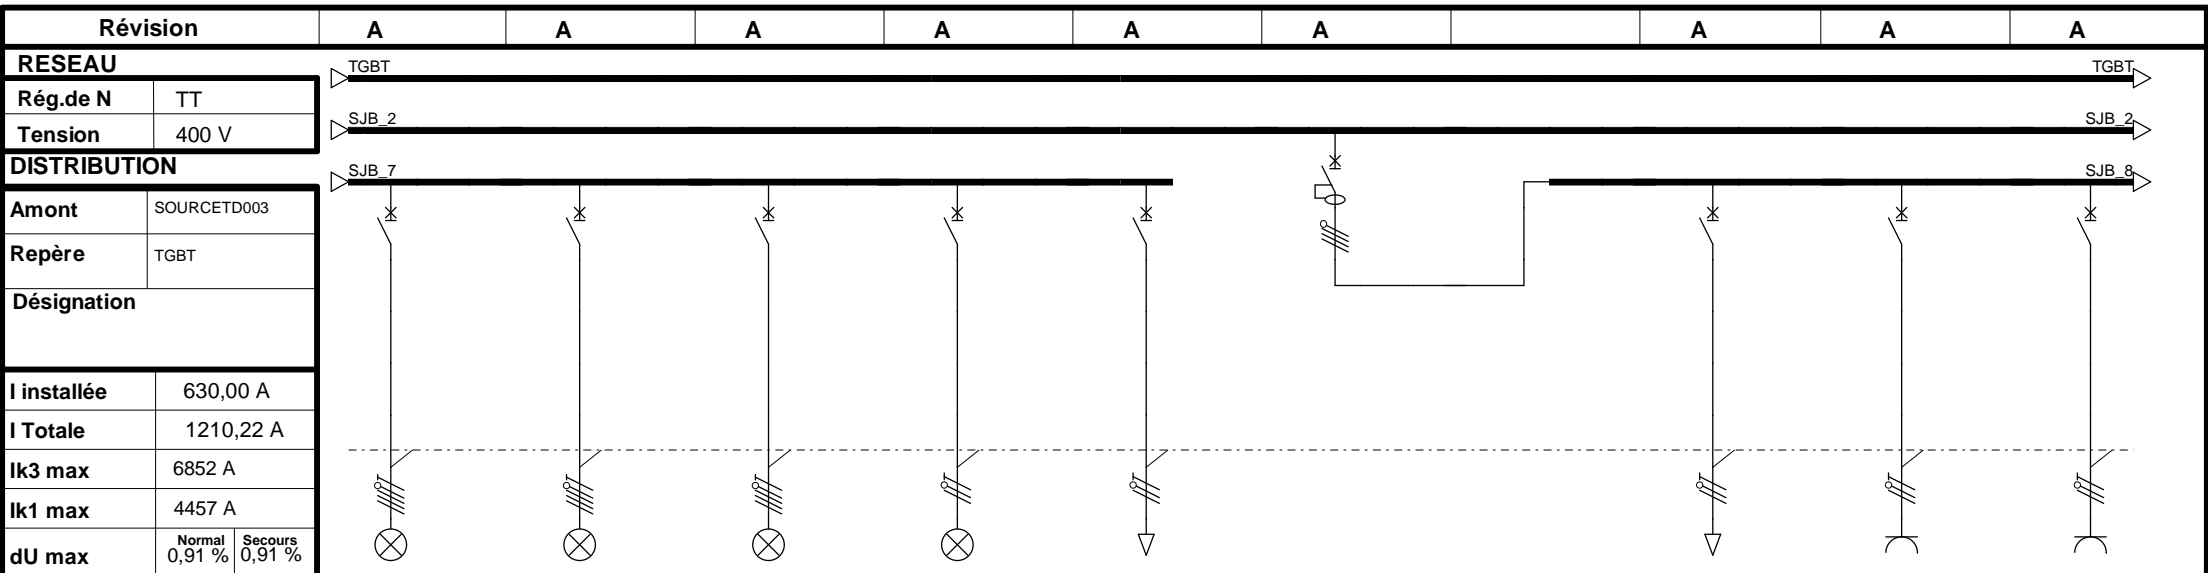 Révision A A A A A A A A A
RESEAU
TGBT TGBT
Rég.de N TT
SJB_2 SJB_2
Tension 400 V
DISTRIBUTION
SJB_7 SJB_8
Amont SOURCETD003
Repère TGBT
Désignation
I installée 630,00 A
I Totale 1210,22 A
Ik3 max 6852 A
Ik1 max 4457 A
Normal Secours
dU max 0,91 % 0,91 %